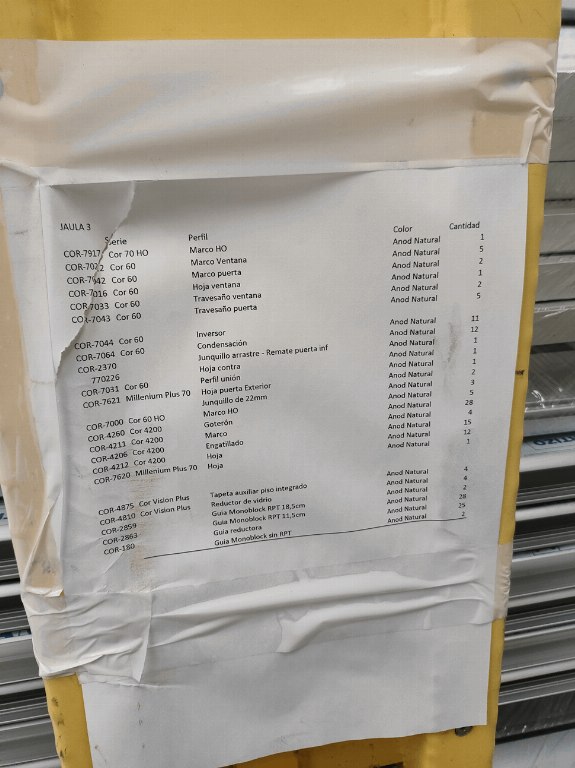 JAULA 3
Serie Perfil Color Cantidad
COR-7917 Cor 70 HO Marco HO Anod Natural 1
COR-7022 Cor 60 Marco Ventana Anod Natural 5
COR-7942 Cor 60 Marco puerta Anod Natural 2
COR-7016 Cor 60 Hoja ventana Anod Natural 1
COR-7033 Cor 60 Travesaño ventana Anod Natural 2
COR-7043 Cor 60 Travesaño puerta Anod Natural 5
COR-7044 Cor 60 Inversor Anod Natural 11
COR-7064 Cor 60 Condensación Anod Natural 12
COR-2370 Junquillo arrastre - Remate puerta inf Anod Natural 1
770226 Hoja contra Anod Natural 1
COR-7031 Cor 60 Perfil unión Anod Natural 1
COR-7621 Millenium Plus 70 Hoja puerta Exterior Anod Natural 2
Junquillo de 22mm Anod Natural 3
COR-7000 Cor 60 HO Marco HO Anod Natural 5
COR-4260 Cor 4200 Goterón Anod Natural 28
COR-4211 Cor 4200 Marco Anod Natural 4
COR-4206 Cor 4200 Engatillado Anod Natural 15
COR-4212 Cor 4200 Hoja Anod Natural 12
COR-7620 Millenium Plus 70 Hoja Anod Natural 1
COR-4875 Cor Vision Plus Tapeta auxiliar piso integrado Anod Natural 4
COR-4810 Cor Vision Plus Reductor de vidrio Anod Natural 4
COR-2859 Guia Monoblock RPT 18,5cm Anod Natural 2
COR-2863 Guia Monoblock RPT 11,5cm Anod Natural 28
COR-180 Guia reductora Anod Natural 25
Guia Monoblock sin RPT Anod Natural 2